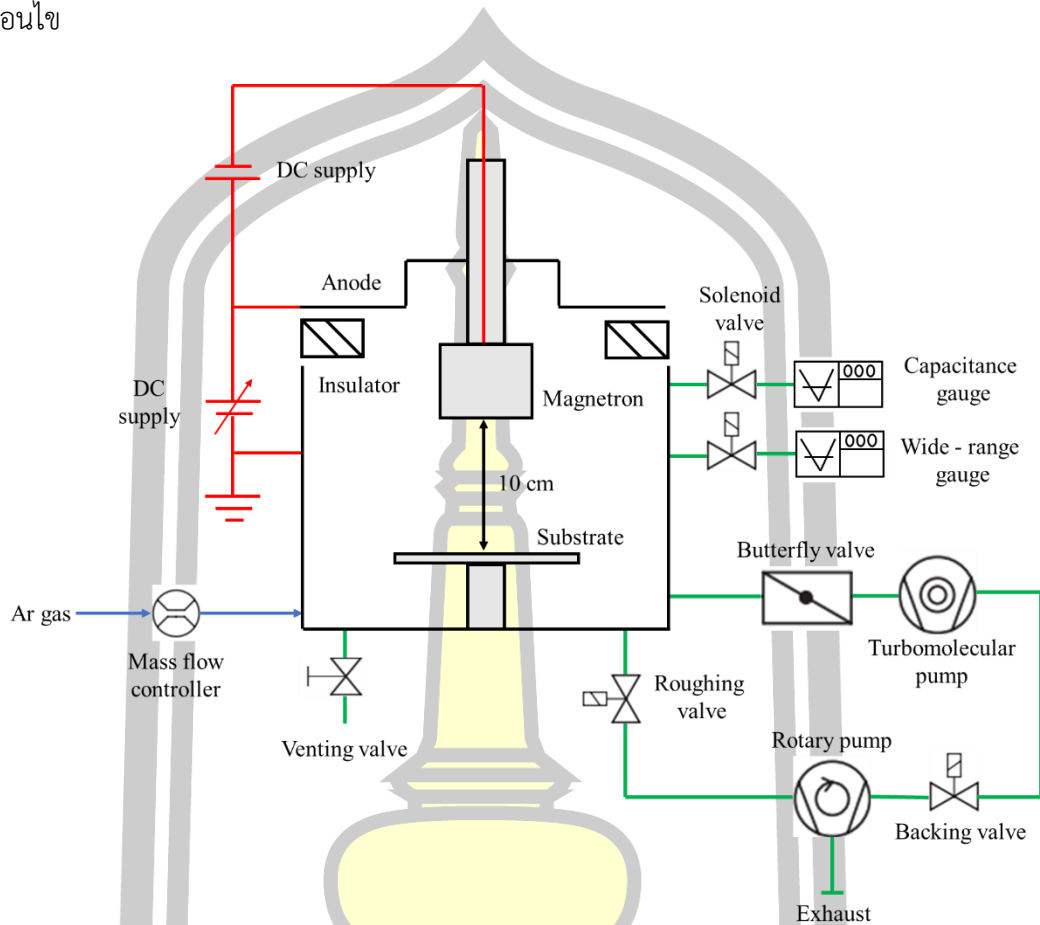 อนไข
DC supply
Anode
Solenoid
valve
Capacitance
gauge
000
DC
supply
Insulator
Magnetron
Wide - range
gauge
000
10 cm
Substrate
Butterfly valve
Ar gas
Mass flow
controller
Turbomolecular
pump
Roughing
valve
Venting valve
Rotary pump
Backing valve
Exhaust